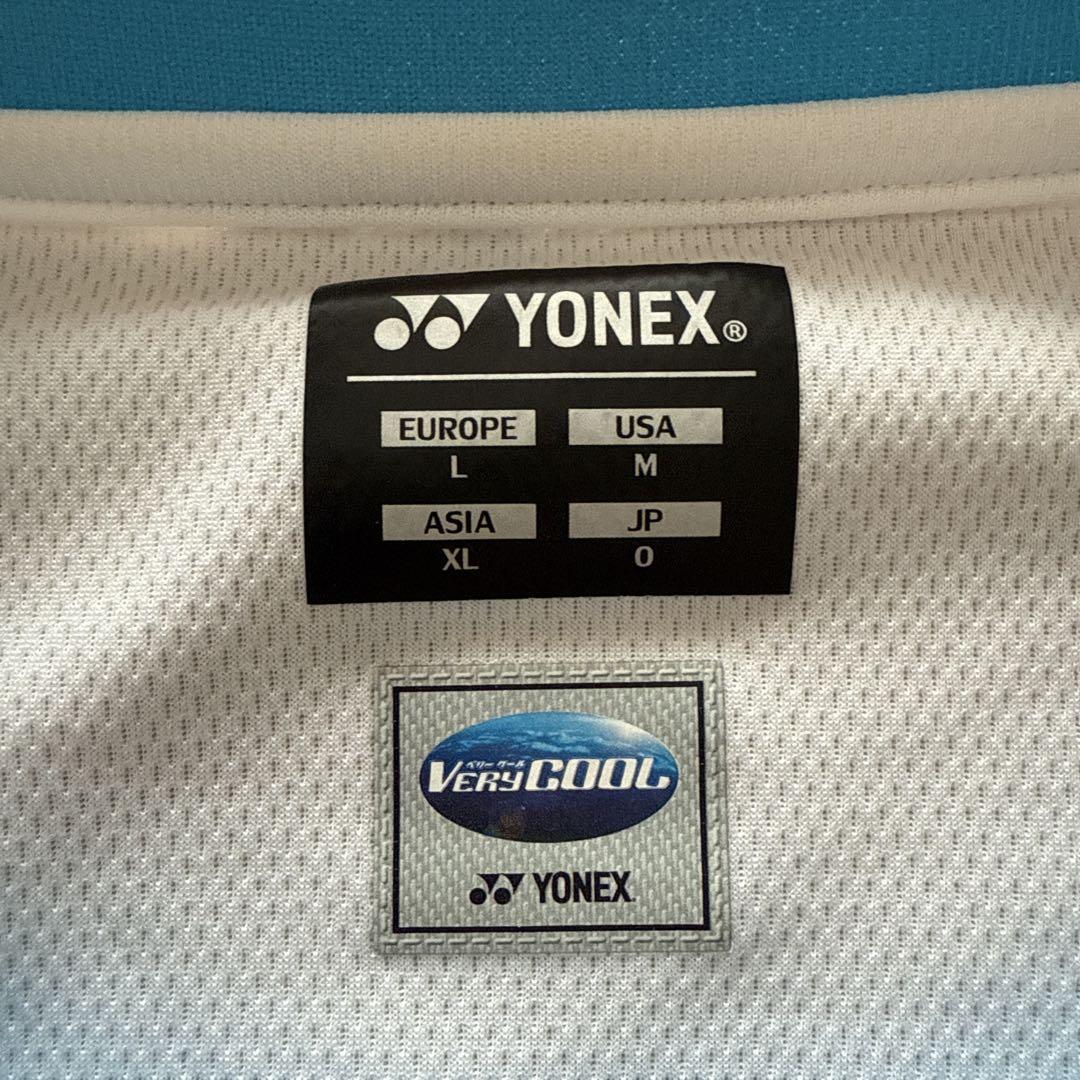 YONEX®
EUROPE USA
L M
ASIA JP
XL O
ベリー クール
VERYCOOL
YONEX